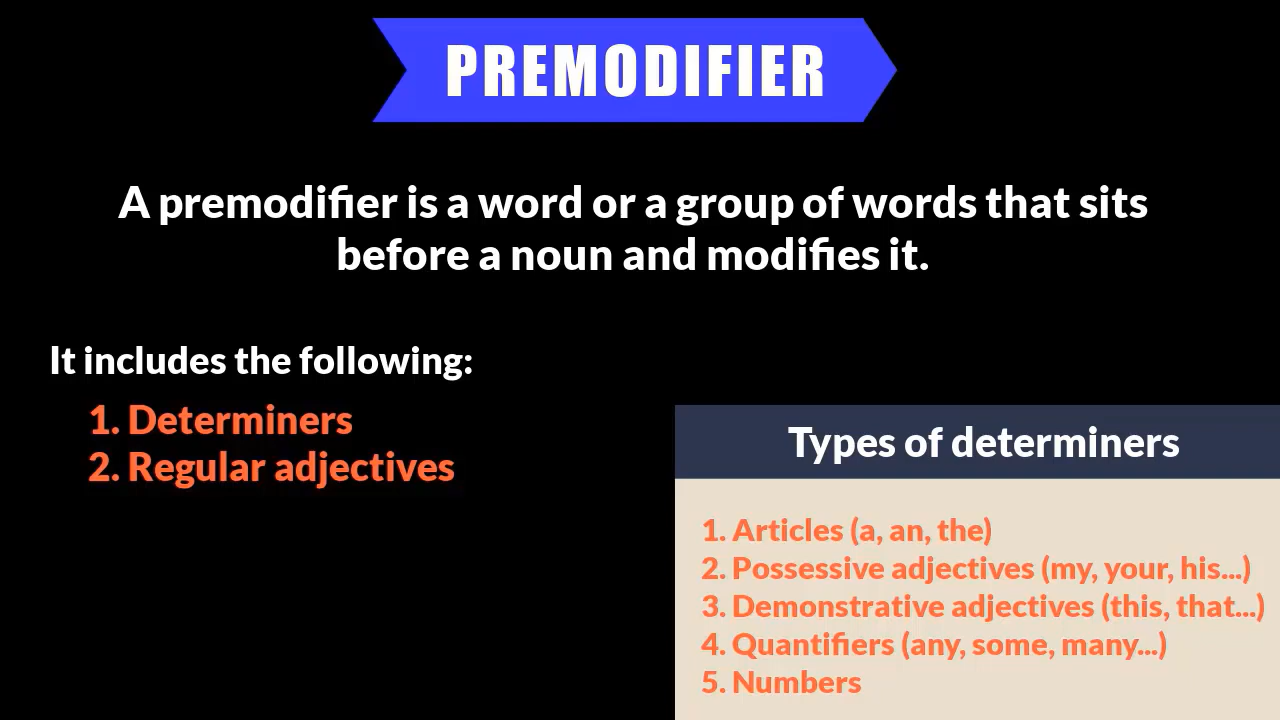 PREMODIFIER
A premodifier is a word or a group of words that sits
before a noun and modifies it.
It includes the following:
1. Determiners
2. Regular adjectives
Types of determiners
1. Articles (a, an, the)
2. Possessive adjectives (my, your, his...)
3. Demonstrative adjectives (this, that...)
4. Quantifiers (any, some, many...)
5. Numbers